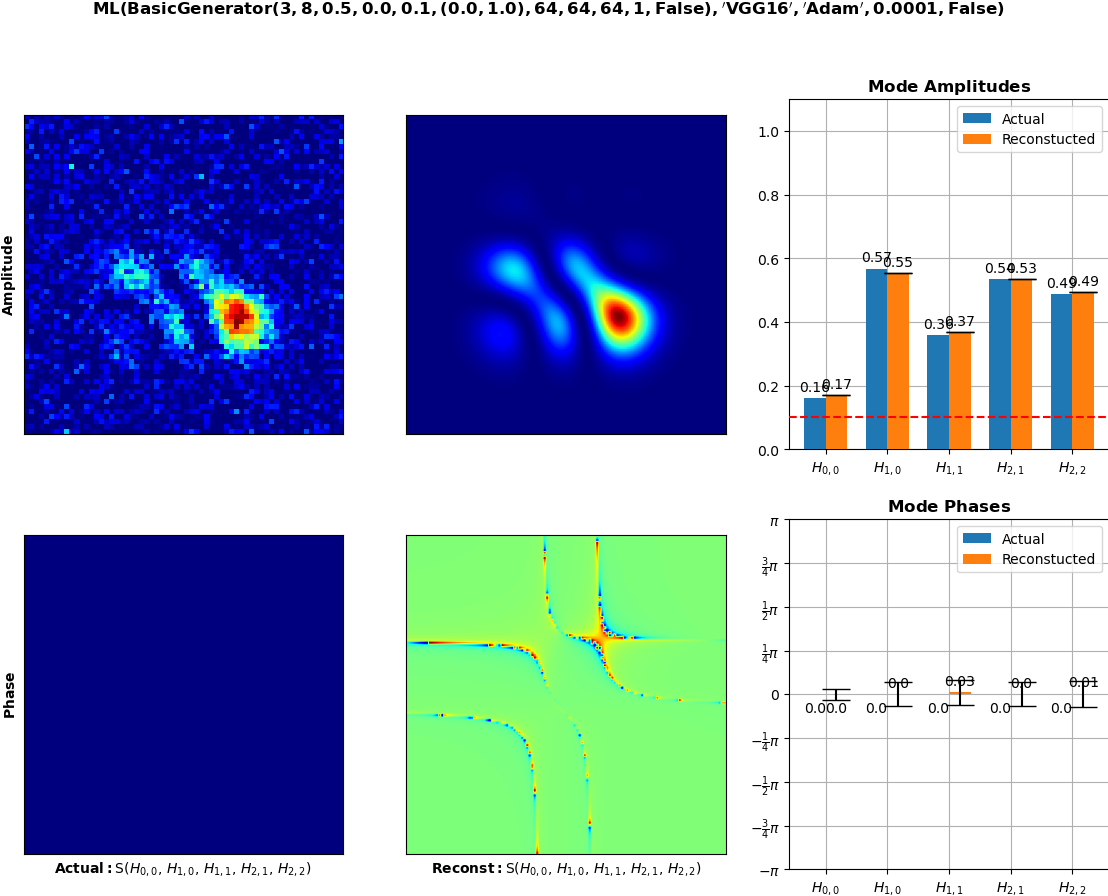 ML(BasicGenerator(3, 8, 0.5, 0.0, 0.1, (0.0, 1.0), 64, 64, 64, 1, False), 'VGG16', 'Adam', 0.0001, False)
Amplitude
Mode Amplitudes
Actual
Reconstucted
1.0
0.8
0.6
0.4
0.2
0.0
0.16 0.17
0.57 0.55
0.36 0.37
0.54 0.53
0.49 0.49
H0,0 H1,0 H1,1 H2,1 H2,2
Phase
Actual: S(H0,0, H1,0, H1,1, H2,1, H2,2)
Reconst: S(H0,0, H1,0, H1,1, H2,1, H2,2)
Mode Phases
Actual
Reconstucted
π
3/4π
1/2π
1/4π
0
−1/4π
−1/2π
−3/4π
−π
0.0 0.0
0.0 0.0
0.0 0.03
0.0 0.0
0.0 0.01
H0,0 H1,0 H1,1 H2,1 H2,2